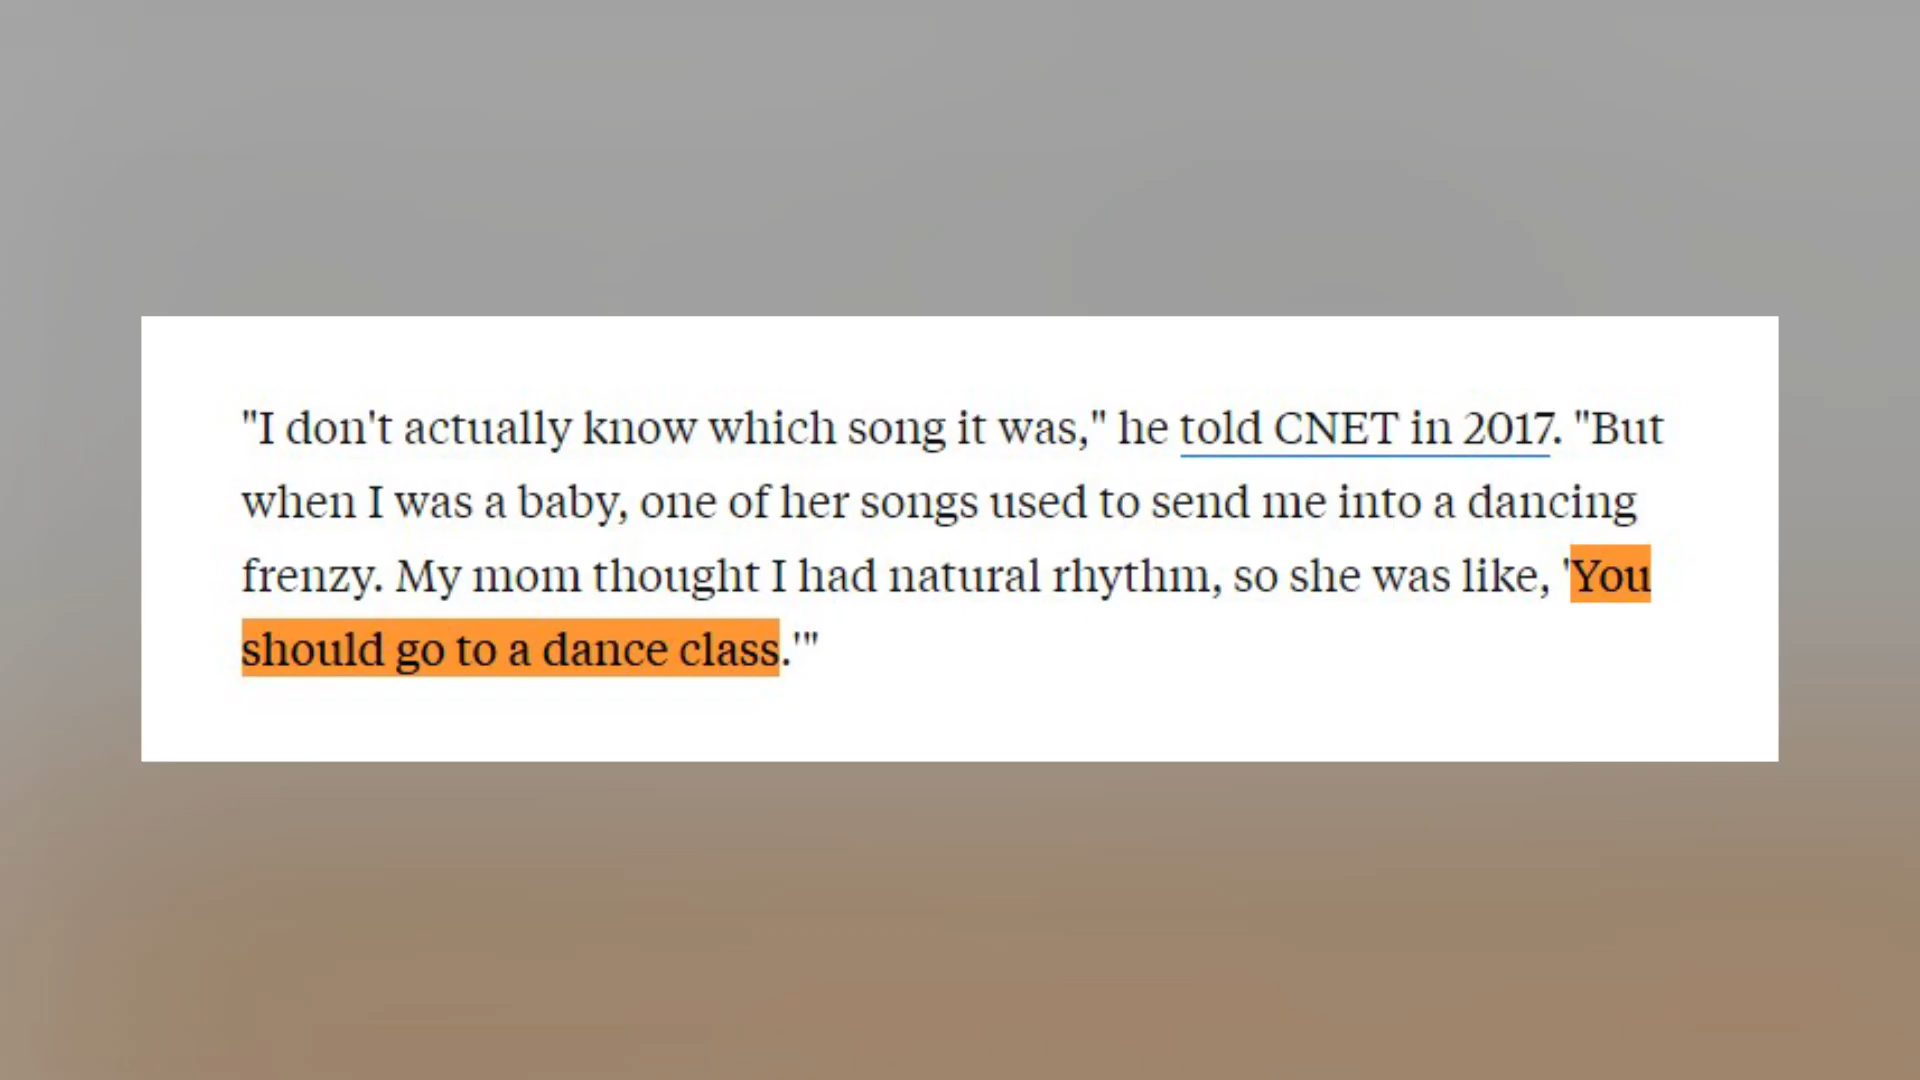 "I don't actually know which song it was," he told CNET in 2017. "But
when I was a baby, one of her songs used to send me into a dancing
frenzy. My mom thought I had natural rhythm, so she was like, 'You
should go to a dance class.'"